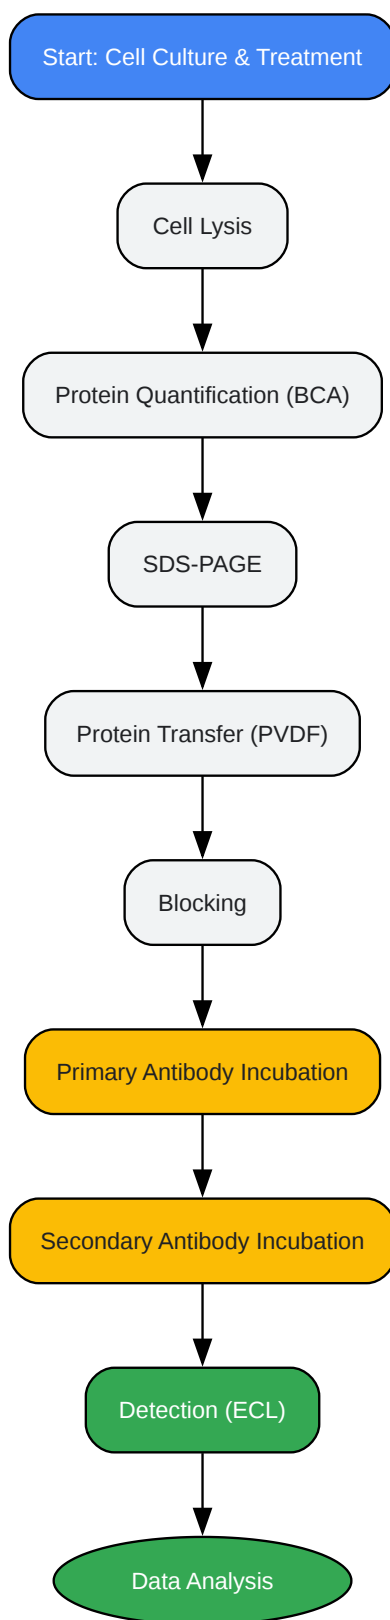 Start: Cell Culture & Treatment
Cell Lysis
Protein Quantification (BCA)
SDS-PAGE
Protein Transfer (PVDF)
Blocking
Primary Antibody Incubation
Secondary Antibody Incubation
Detection (ECL)
Data Analysis